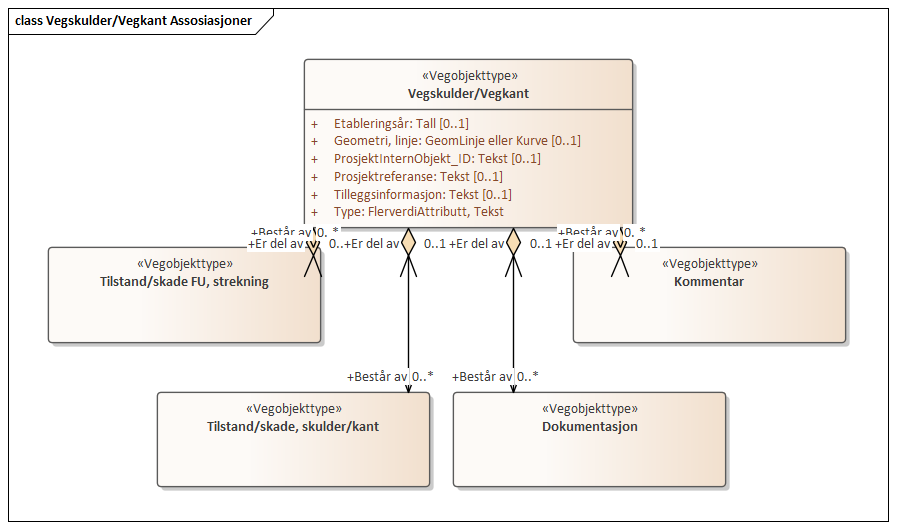 class Vegskulder/Vegkant Assosiasjoner
«Vegobjekttype»
Vegskulder/Vegkant
+ Etableringsår: Tall [0..1]
+ Geometri, linje: GeomLinje eller Kurve [0..1]
+ ProsjektInternObjekt_ID: Tekst [0..1]
+ Prosjektreferanse: Tekst [0..1]
+ Tilleggsinformasjon: Tekst [0..1]
+ Type: FlerverdiAttributt, Tekst
+Består av 0..* +Består av 0..*
+Er del av 0..1 +Er del av 0..1 +Er del av 0..1 +Er del av 0..1
«Vegobjekttype»
Tilstand/skade FU, strekning
«Vegobjekttype»
Kommentar
+Består av 0..* +Består av 0..*
«Vegobjekttype»
Tilstand/skade, skulder/kant
«Vegobjekttype»
Dokumentasjon